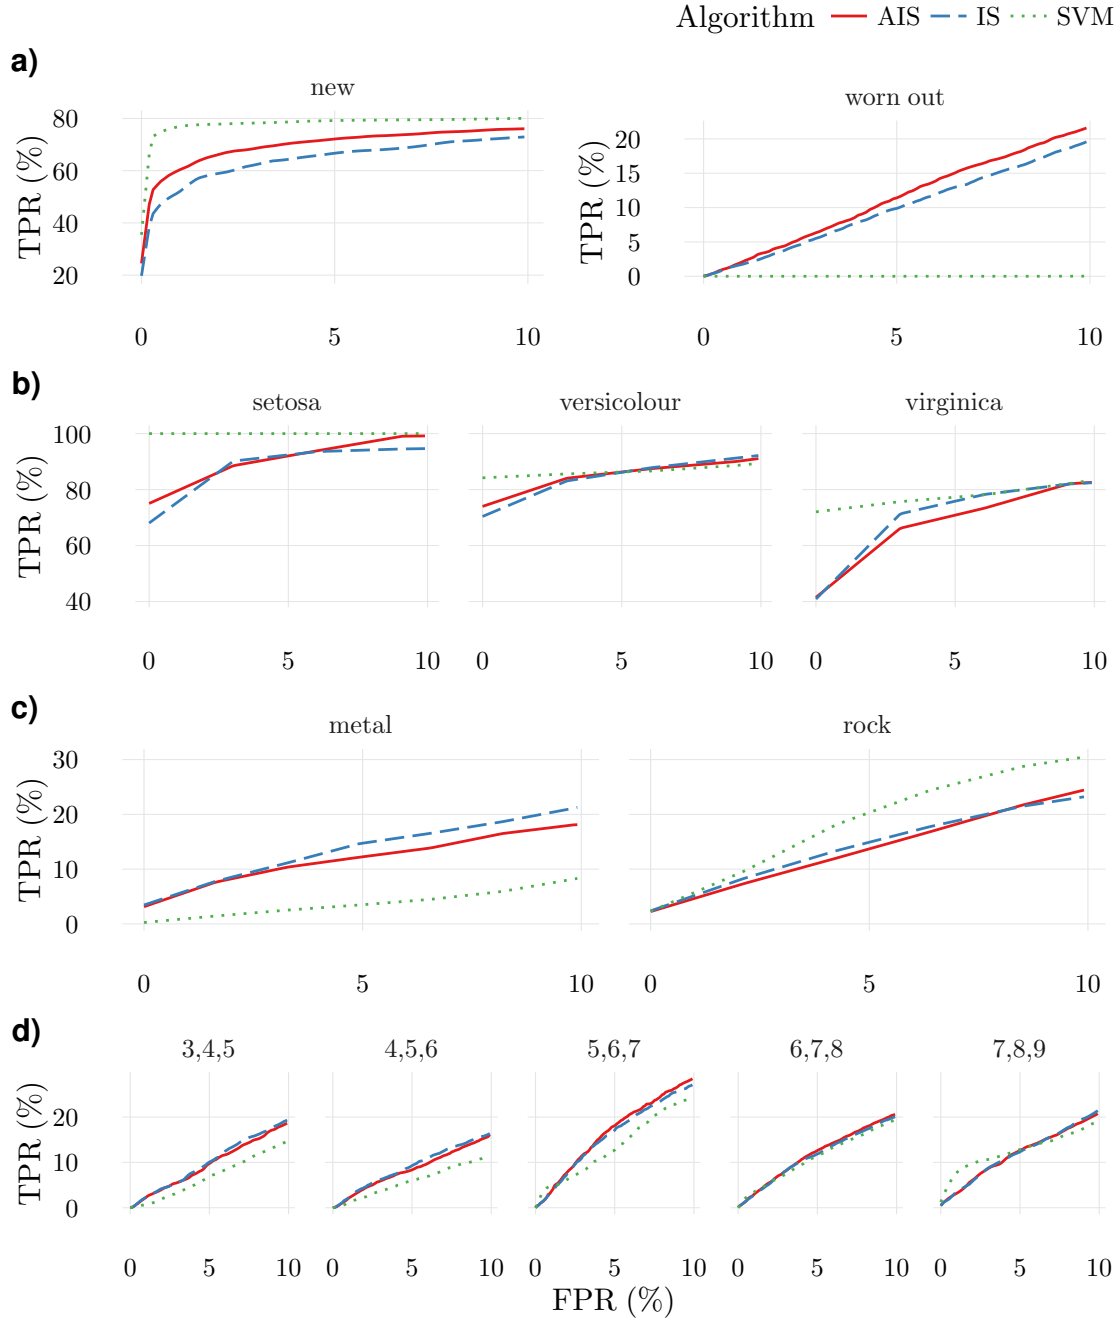 Algorithm AIS IS SVM
a)
new
worn out
TPR (%)
80
60
40
20
0 5 10
TPR (%)
20
15
10
5
0
0 5 10
b)
setosa
versicolour
virginica
TPR (%)
100
80
60
40
0 5 10
0 5 10
0 5 10
c)
metal
rock
TPR (%)
30
20
10
0
0 5 10
0 5 10
d)
3,4,5
4,5,6
5,6,7
6,7,8
7,8,9
TPR (%)
20
10
0
0 5 10
0 5 10
0 5 10
0 5 10
0 5 10
FPR (%)